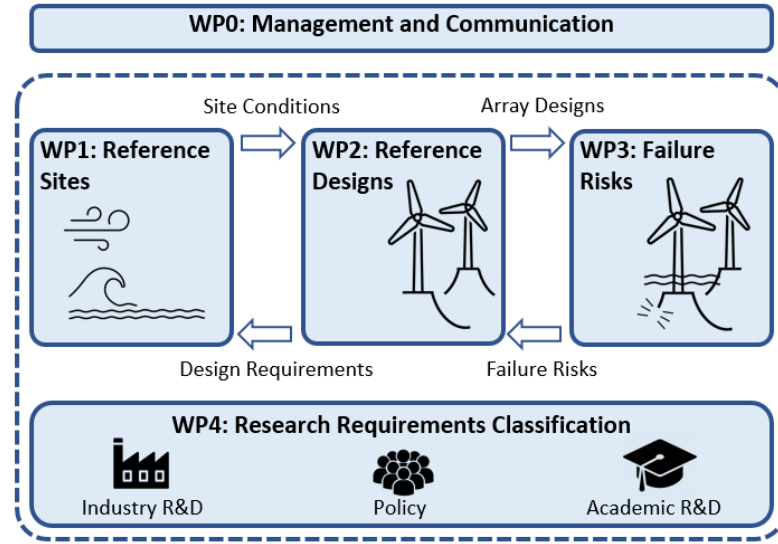 WP0: Management and Communication
Site Conditions
Array Designs
WP1: Reference
Sites
WP2: Reference
Designs
WP3: Failure
Risks
Design Requirements
Failure Risks
WP4: Research Requirements Classification
Industry R&D
Policy
Academic R&D